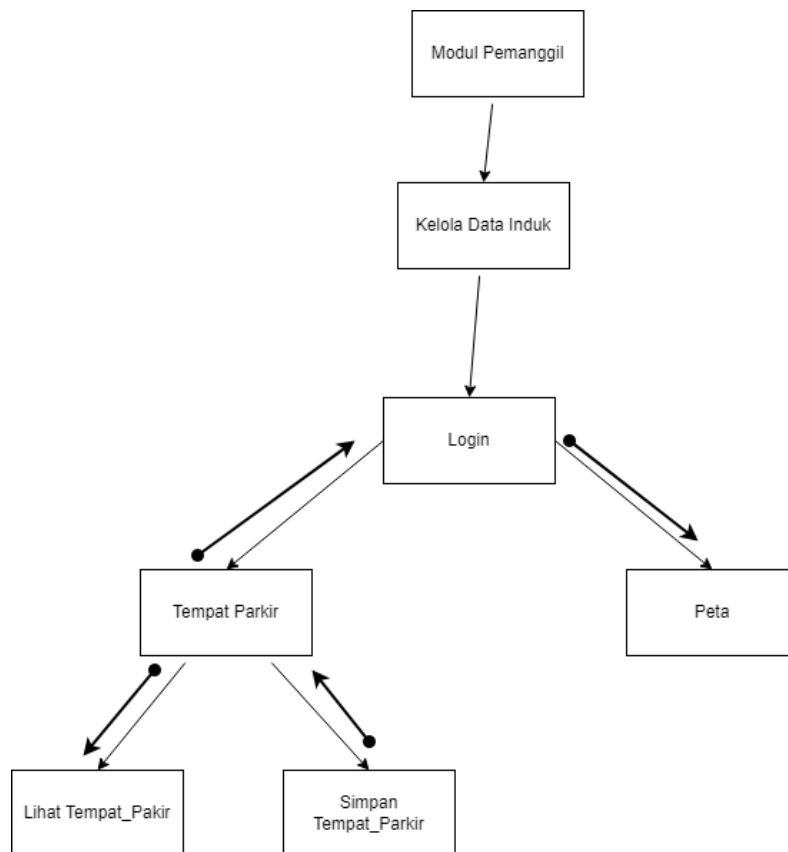 Modul Pemanggil
Kelola Data Induk
Login
Tempat Parkir
Peta
Lihat Tempat_Pakir
Simpan
Tempat_Parkir